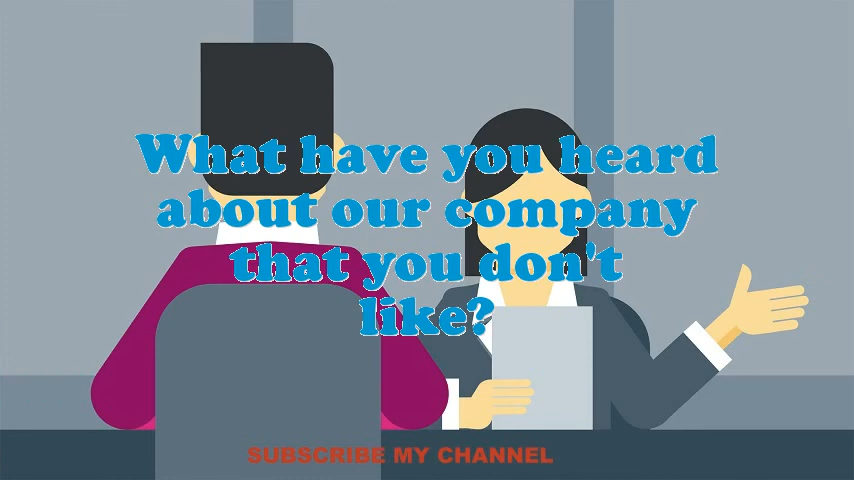 What have you heard
about our company
that you don't
like?
SUBSCRIBE MY CHANNEL